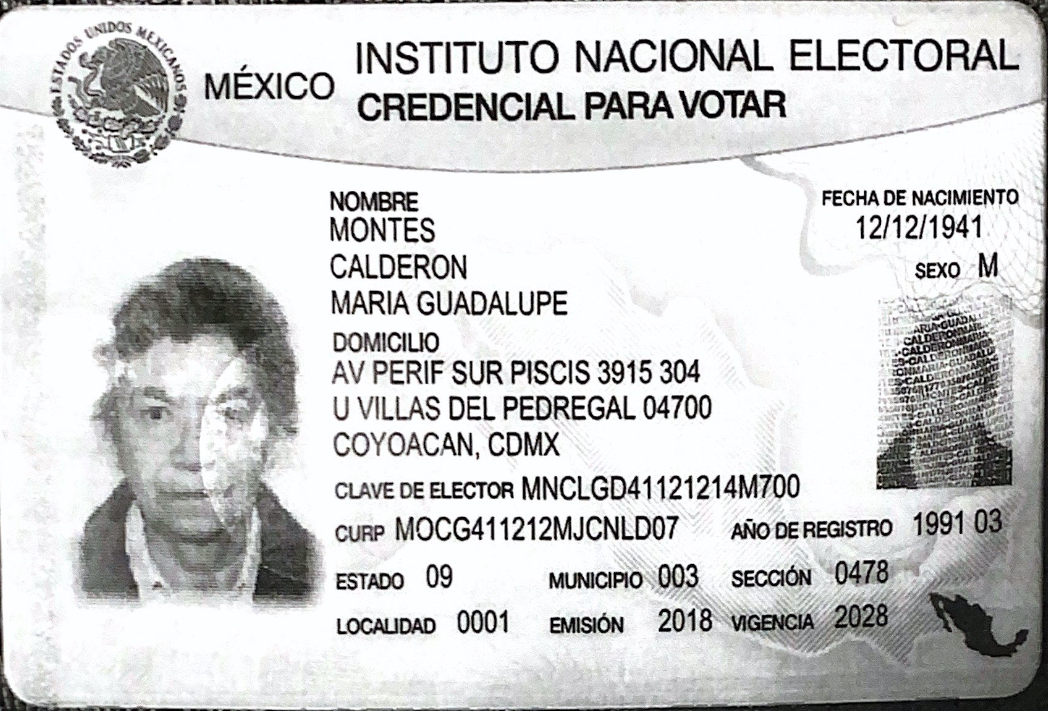 ESTADOS UNIDOS MEXICANOS
MÉXICO INSTITUTO NACIONAL ELECTORAL
CREDENCIAL PARA VOTAR
NOMBRE
MONTES
CALDERON
MARIA GUADALUPE
FECHA DE NACIMIENTO
12/12/1941
SEXO M
DOMICILIO
AV PERIF SUR PISCIS 3915 304
U VILLAS DEL PEDREGAL 04700
COYOACAN, CDMX
CLAVE DE ELECTOR MNCLGD41121214M700
CURP MOCG411212MJCNLD07 AÑO DE REGISTRO 1991 03
ESTADO 09 MUNICIPIO 003 SECCIÓN 0478
LOCALIDAD 0001 EMISIÓN 2018 VIGENCIA 2028